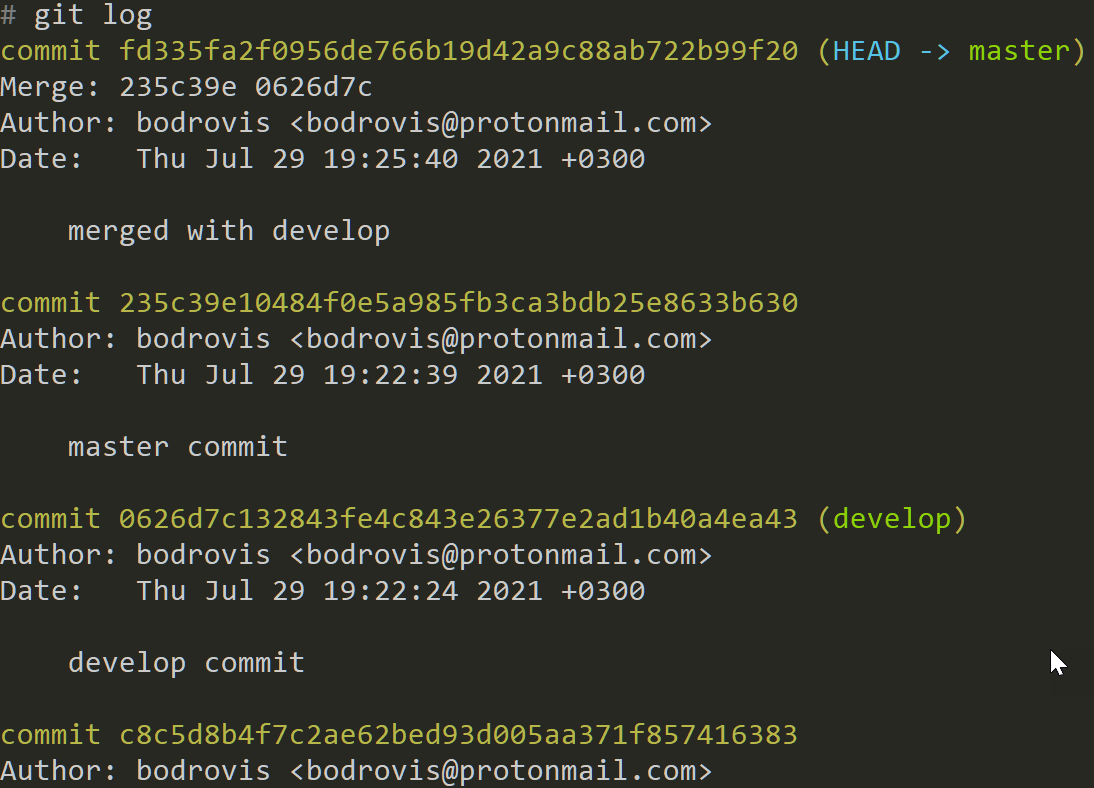 # git log
commit fd335fa2f0956de766b19d42a9c88ab722b99f20 (HEAD -> master)
Merge: 235c39e 0626d7c
Author: bodrovis <bodrovis@protonmail.com>
Date:   Thu Jul 29 19:25:40 2021 +0300
    merged with develop
commit 235c39e10484f0e5a985fb3ca3bdb25e8633b630
Author: bodrovis <bodrovis@protonmail.com>
Date:   Thu Jul 29 19:22:39 2021 +0300
    master commit
commit 0626d7c132843fe4c843e26377e2ad1b40a4ea43 (develop)
Author: bodrovis <bodrovis@protonmail.com>
Date:   Thu Jul 29 19:22:24 2021 +0300
    develop commit
commit c8c5d8b4f7c2ae62bed93d005aa371f857416383
Author: bodrovis <bodrovis@protonmail.com>